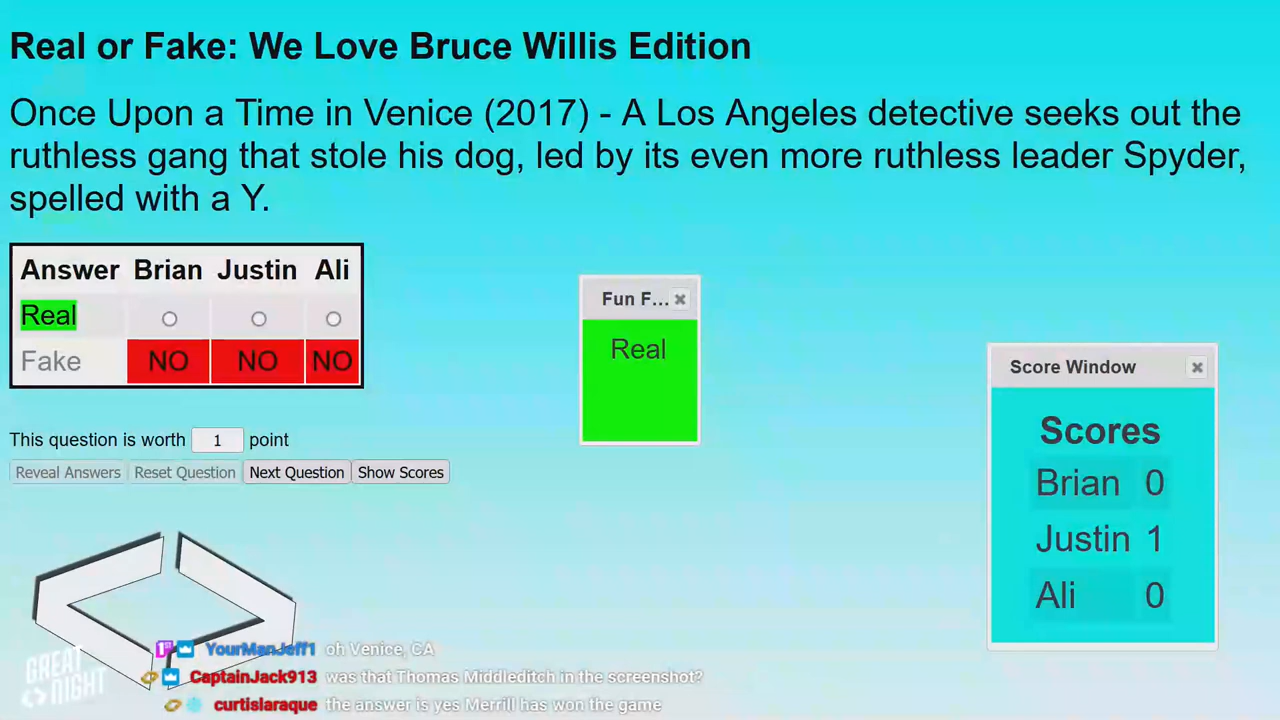 Real or Fake: We Love Bruce Willis Edition
Once Upon a Time in Venice (2017) - A Los Angeles detective seeks out the
ruthless gang that stole his dog, led by its even more ruthless leader Spyder,
spelled with a Y.
Answer Brian Justin Ali
Real
Fake NO NO NO
Fun F...
Real
Score Window
Scores
Brian 0
Justin 1
Ali 0
This question is worth 1 point
Reveal Answers Reset Question Next Question Show Scores
GREAT
NIGHT
YourManJeff1 oh Venice, CA
CaptainJack913 was that Thomas Middleditch in the screenshot?
curtislaraque the answer is yes Merrill has won the game